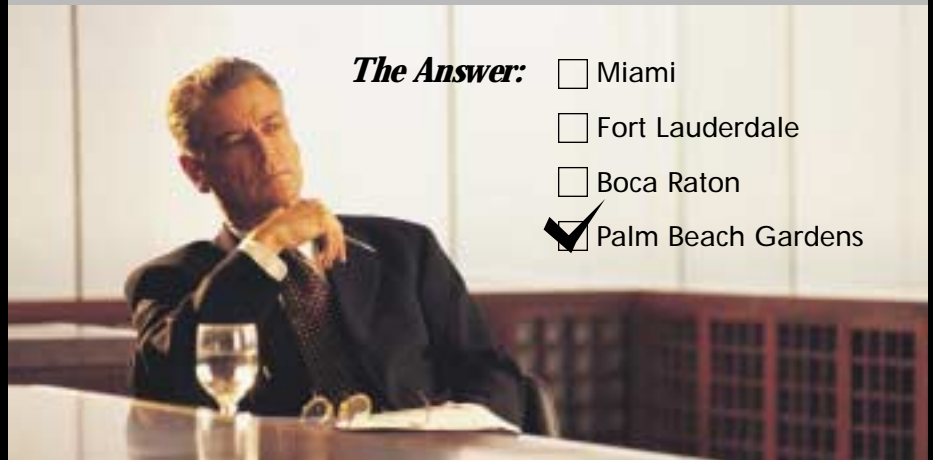 The Answer: Miami
Fort Lauderdale
Boca Raton
Palm Beach Gardens